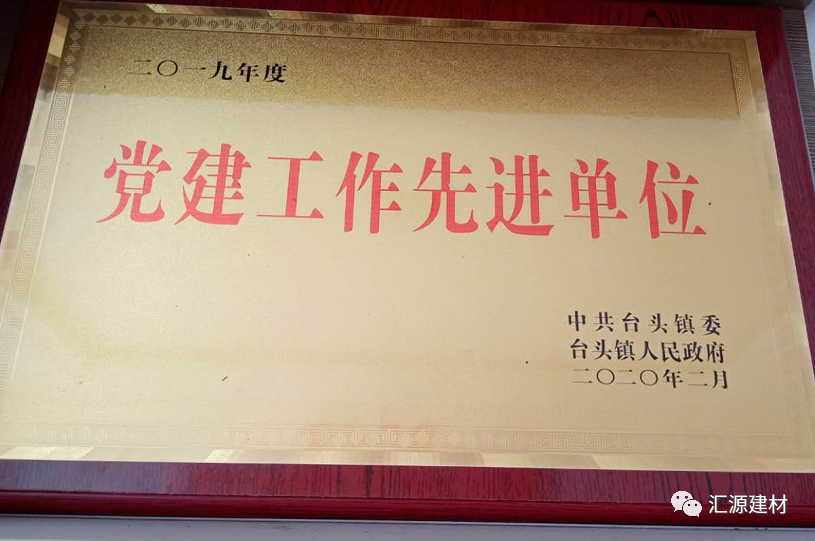 二〇一九年度
党建工作先进单位
中共台头镇委
台头镇人民政府
二〇二〇年二月
汇源建材